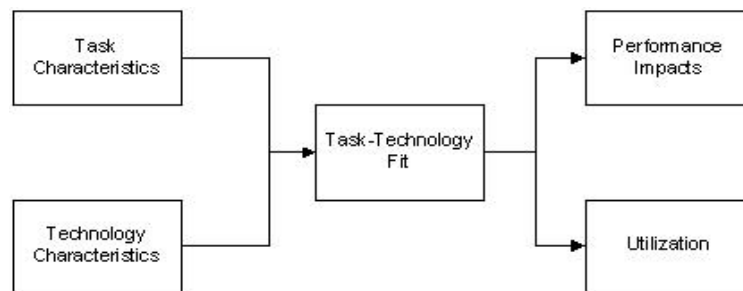 Task
Characteristics
Performance
Impacts
Task-Technology
Fit
Technology
Characteristics
Utilization